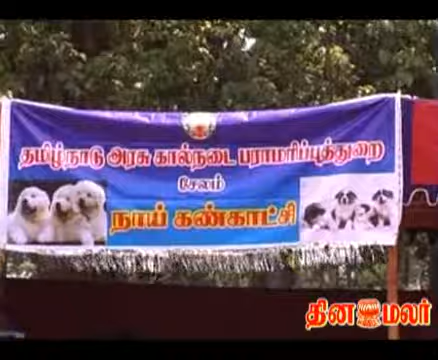 தமிழ்நாடு அரசு கால்நடை பராமரிப்புத்துறை
சேலம்
நாய் கண்காட்சி
தினமலர்